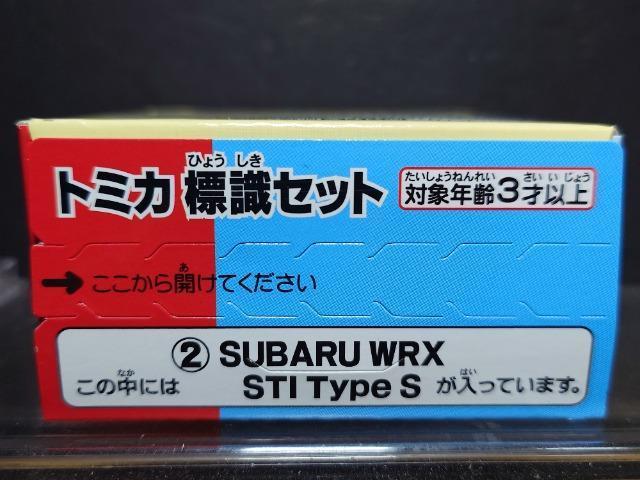 ひょう しき
トミカ 標識セット
たいしょうねんれい さい い じょう
対象年齢3才以上
あ
→ ここから開けてください
② SUBARU WRX
なか はい
この中には STI Type S が入っています。